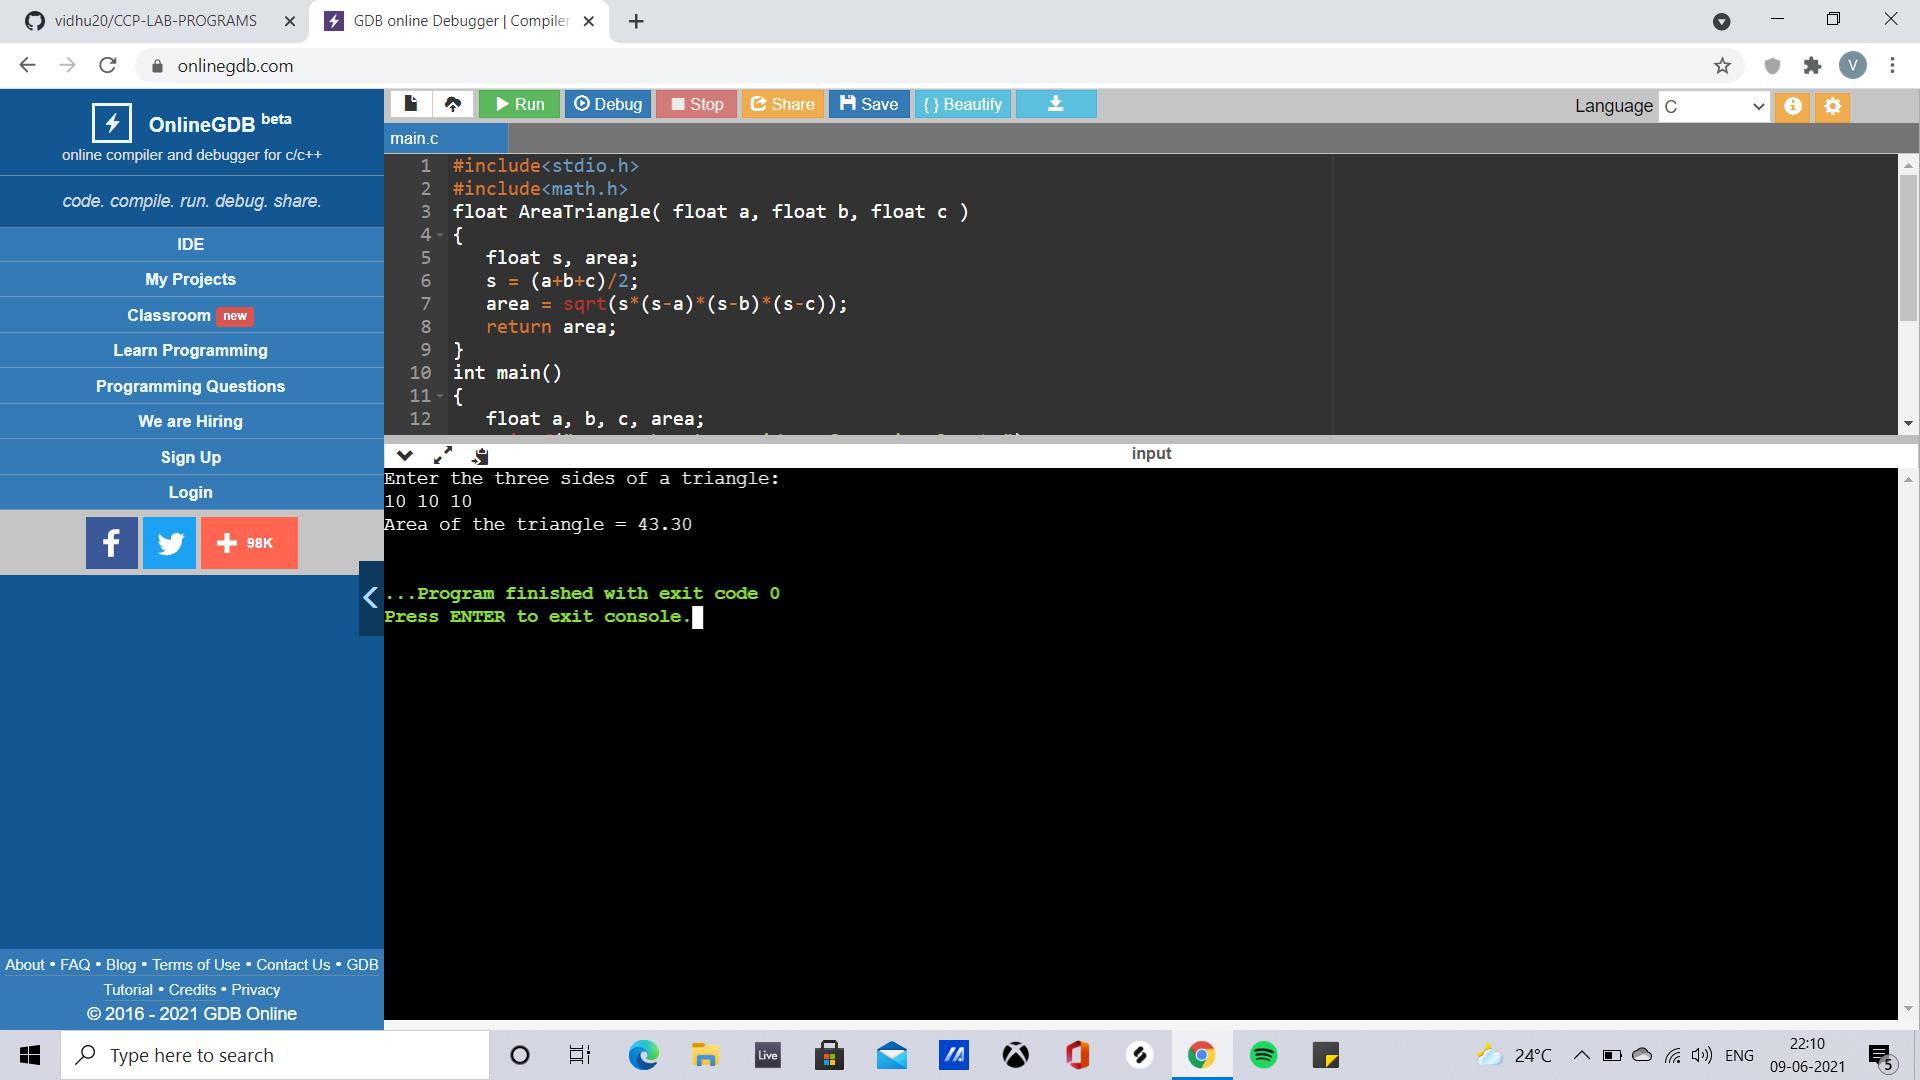 vidhu20/CCP-LAB-PROGRAMS
GDB online Debugger | Compiler
onlinegdb.com
V
OnlineGDB beta
online compiler and debugger for c/c++
code. compile. run. debug. share.
IDE
My Projects
Classroom new
Learn Programming
Programming Questions
We are Hiring
Sign Up
Login
98K
About • FAQ • Blog • Terms of Use • Contact Us • GDB
Tutorial • Credits • Privacy
© 2016 - 2021 GDB Online
Run Debug Stop Share Save { } Beautify
Language C
main.c
1 #include<stdio.h>
2 #include<math.h>
3 float AreaTriangle( float a, float b, float c )
4 {
5 float s, area;
6 s = (a+b+c)/2;
7 area = sqrt(s*(s-a)*(s-b)*(s-c));
8 return area;
9 }
10 int main()
11 {
12 float a, b, c, area;
input
Enter the three sides of a triangle:
10 10 10
Area of the triangle = 43.30
...Program finished with exit code 0
Press ENTER to exit console.
Type here to search
Live
24°C
ENG
22:10
09-06-2021
5